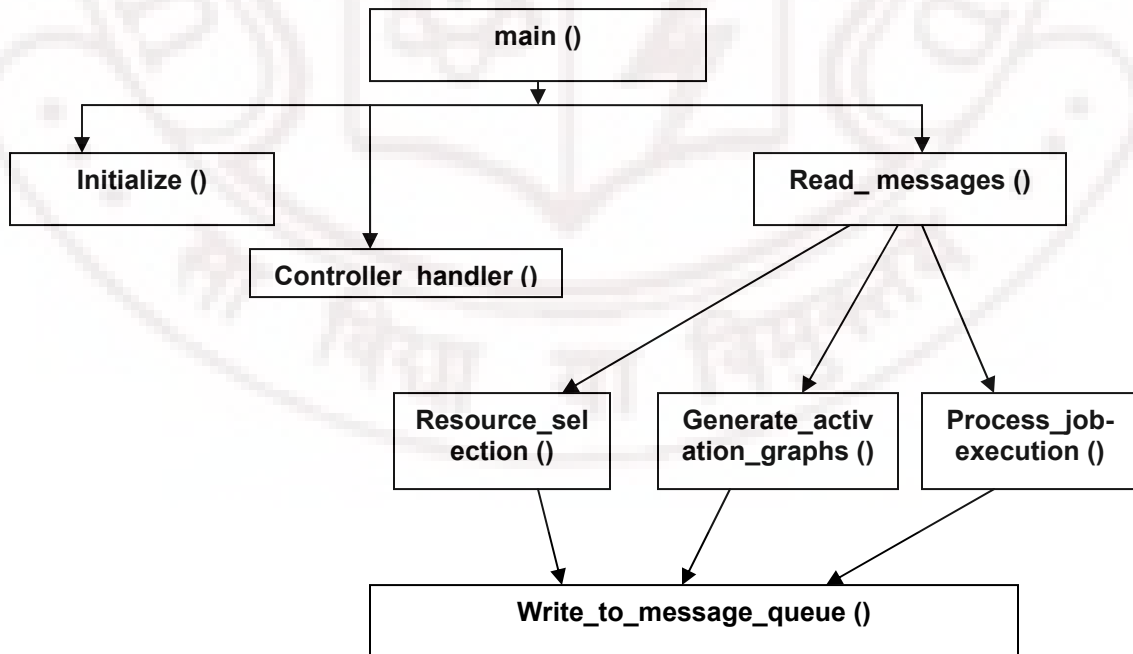 main ()
Initialize ()
Read_ messages ()
Controller handler ()
Resource_sel
ection ()
Generate_activ
ation_graphs ()
Process_job-
execution ()
Write_to_message_queue ()